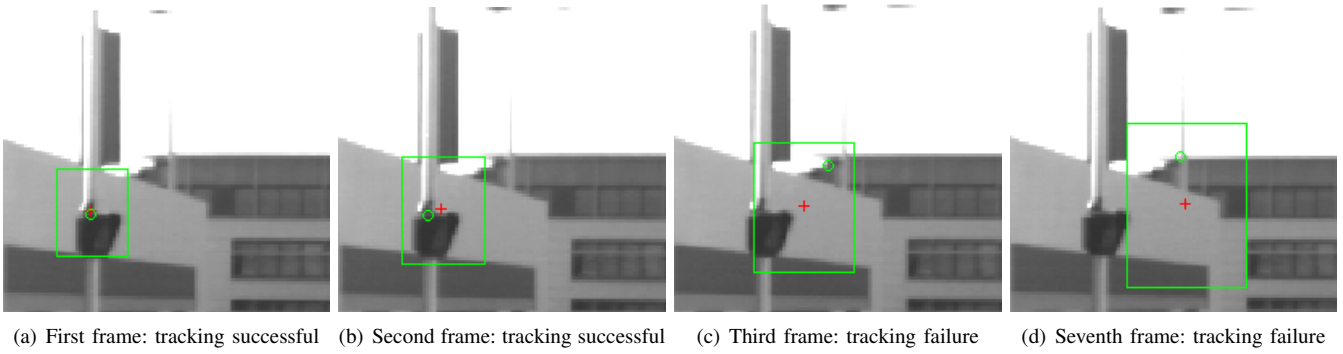 (a) First frame: tracking successful
(b) Second frame: tracking successful
(c) Third frame: tracking failure
(d) Seventh frame: tracking failure